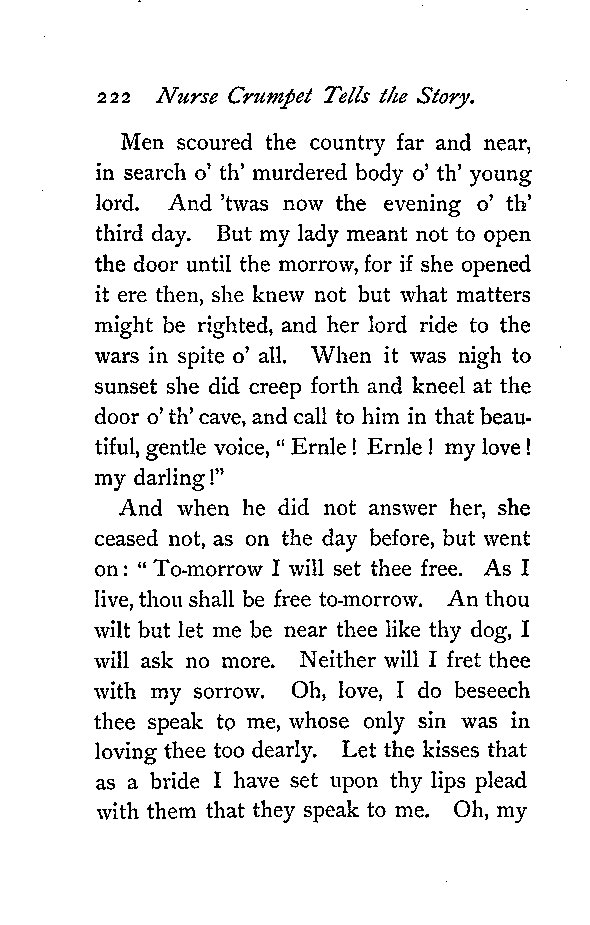 222 Nurse Crumpet Tells the Story.
Men scoured the country far and near,
in search o' th' murdered body o' th' young
lord. And 'twas now the evening o' th'
third day. But my lady meant not to open
the door until the morrow, for if she opened
it ere then, she knew not but what matters
might be righted, and her lord ride to the
wars in spite o' all. When it was nigh to
sunset she did creep forth and kneel at the
door o' th' cave, and call to him in that beau-
tiful, gentle voice, " Ernle ! Ernle ! my love !
my darling !"
And when he did not answer her, she
ceased not, as on the day before, but went
on : " To-morrow I will set thee free. As I
live, thou shall be free to-morrow. An thou
wilt but let me be near thee like thy dog, I
will ask no more. Neither will I fret thee
with my sorrow. Oh, love, I do beseech
thee speak to me, whose only sin was in
loving thee too dearly. Let the kisses that
as a bride I have set upon thy lips plead
with them that they speak to me. Oh, my